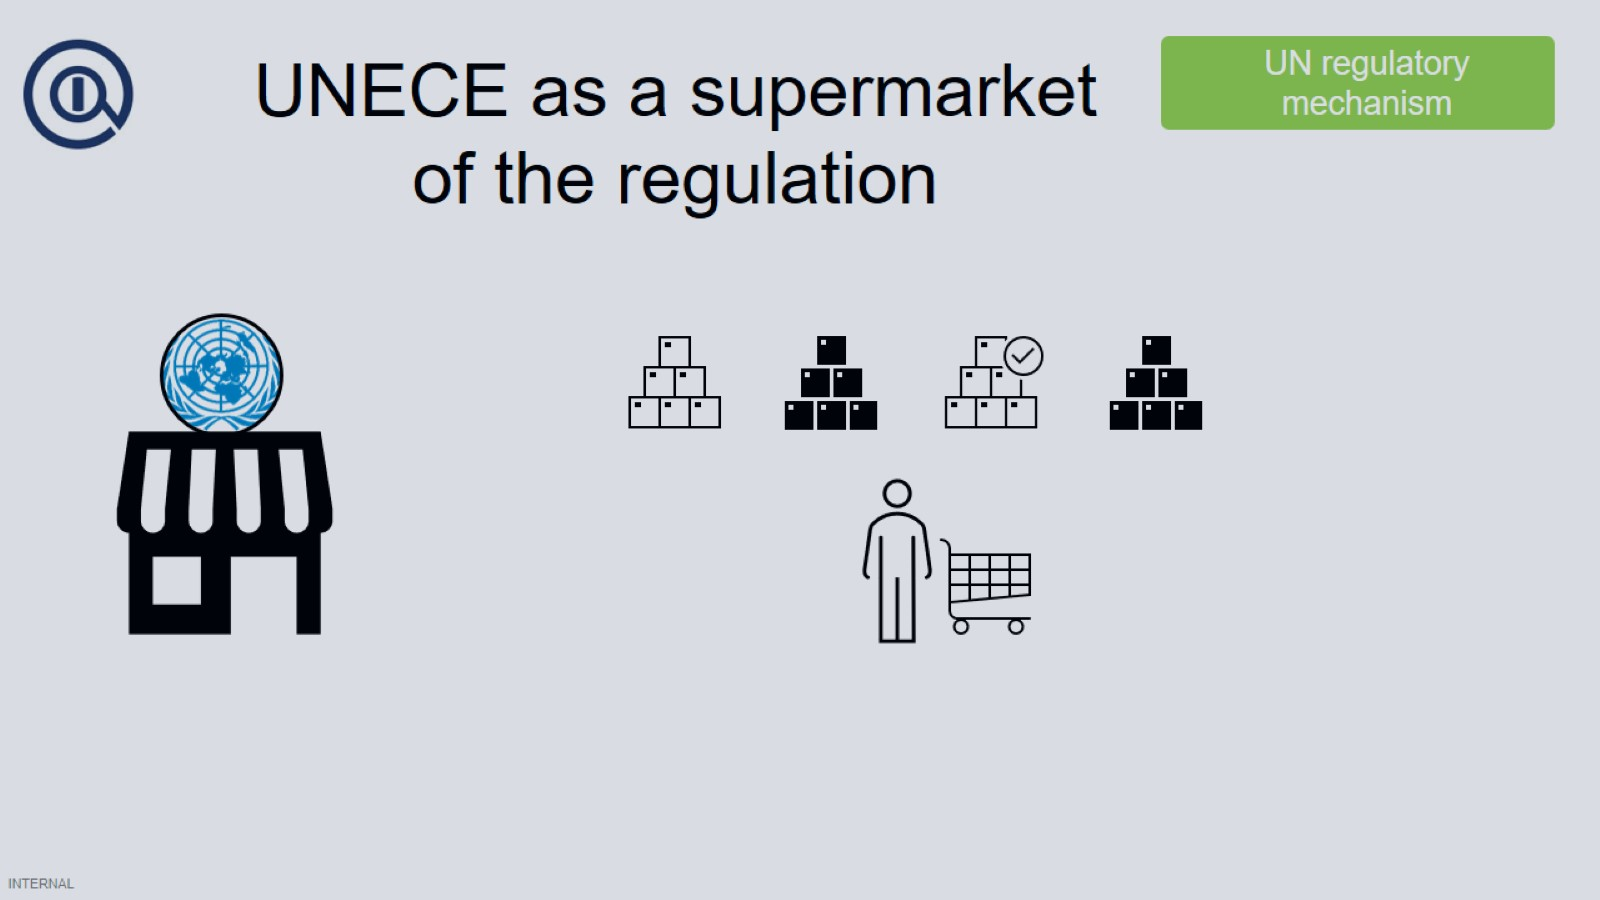 UNECE as a supermarket
of the regulation
UN regulatory
mechanism
INTERNAL